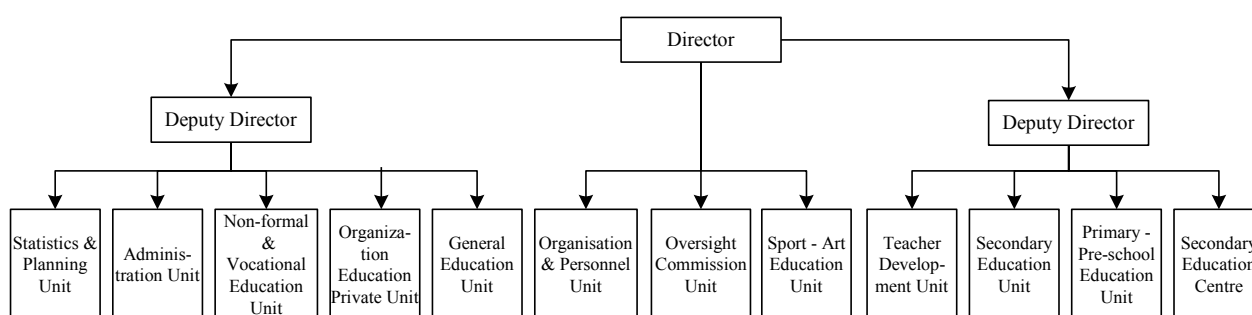 Director
Deputy Director
Deputy Director
Statistics &
Planning
Unit
Adminis-
tration Unit
Non-formal
&
Vocational
Education
Unit
Organiza-
tion
Education
Private Unit
General
Education
Unit
Organisation
& Personnel
Unit
Oversight
Commission
Unit
Sport - Art
Education
Unit
Teacher
Develop-
ment Unit
Secondary
Education
Unit
Primary -
Pre-school
Education
Unit
Secondary
Education
Centre